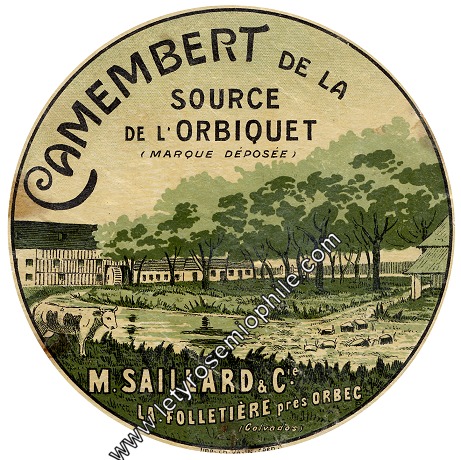 CAMEMBERT DE LA
SOURCE
DE L'ORBIQUET
(MARQUE DÉPOSÉE)
www.letyrosemiophile.com
M. SAILLARD & Cie
LA FOLLETIÈRE près ORBEC
(Calvados)